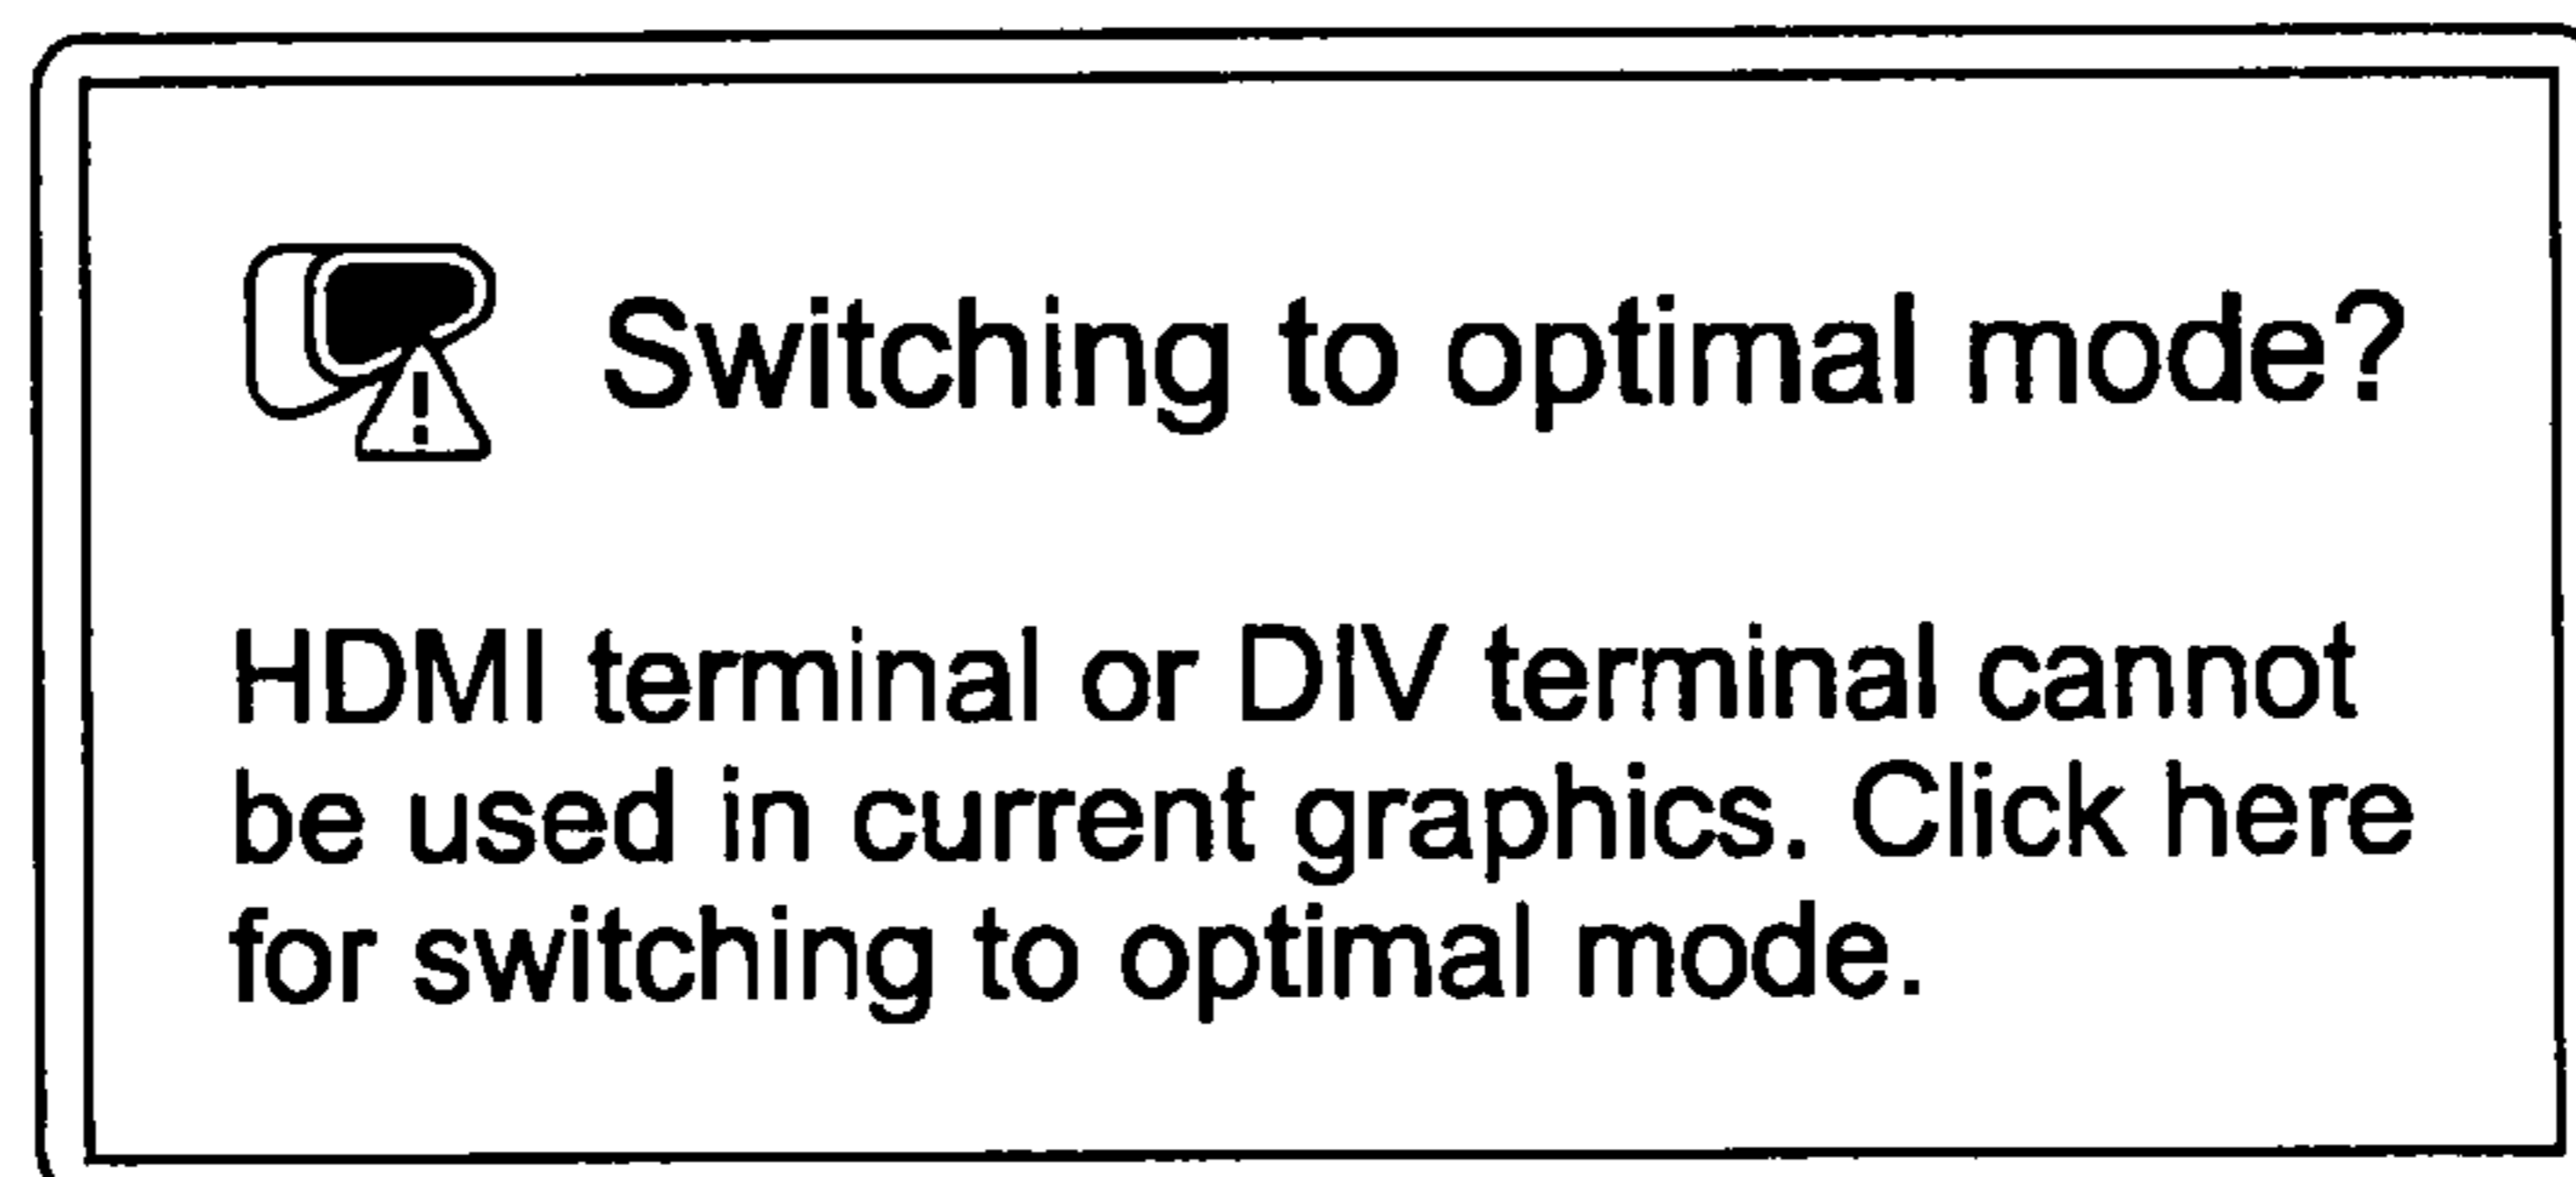 Switching to optimal mode?
HDMI terminal or DIV terminal cannot
be used in current graphics. Click here
for switching to optimal mode.